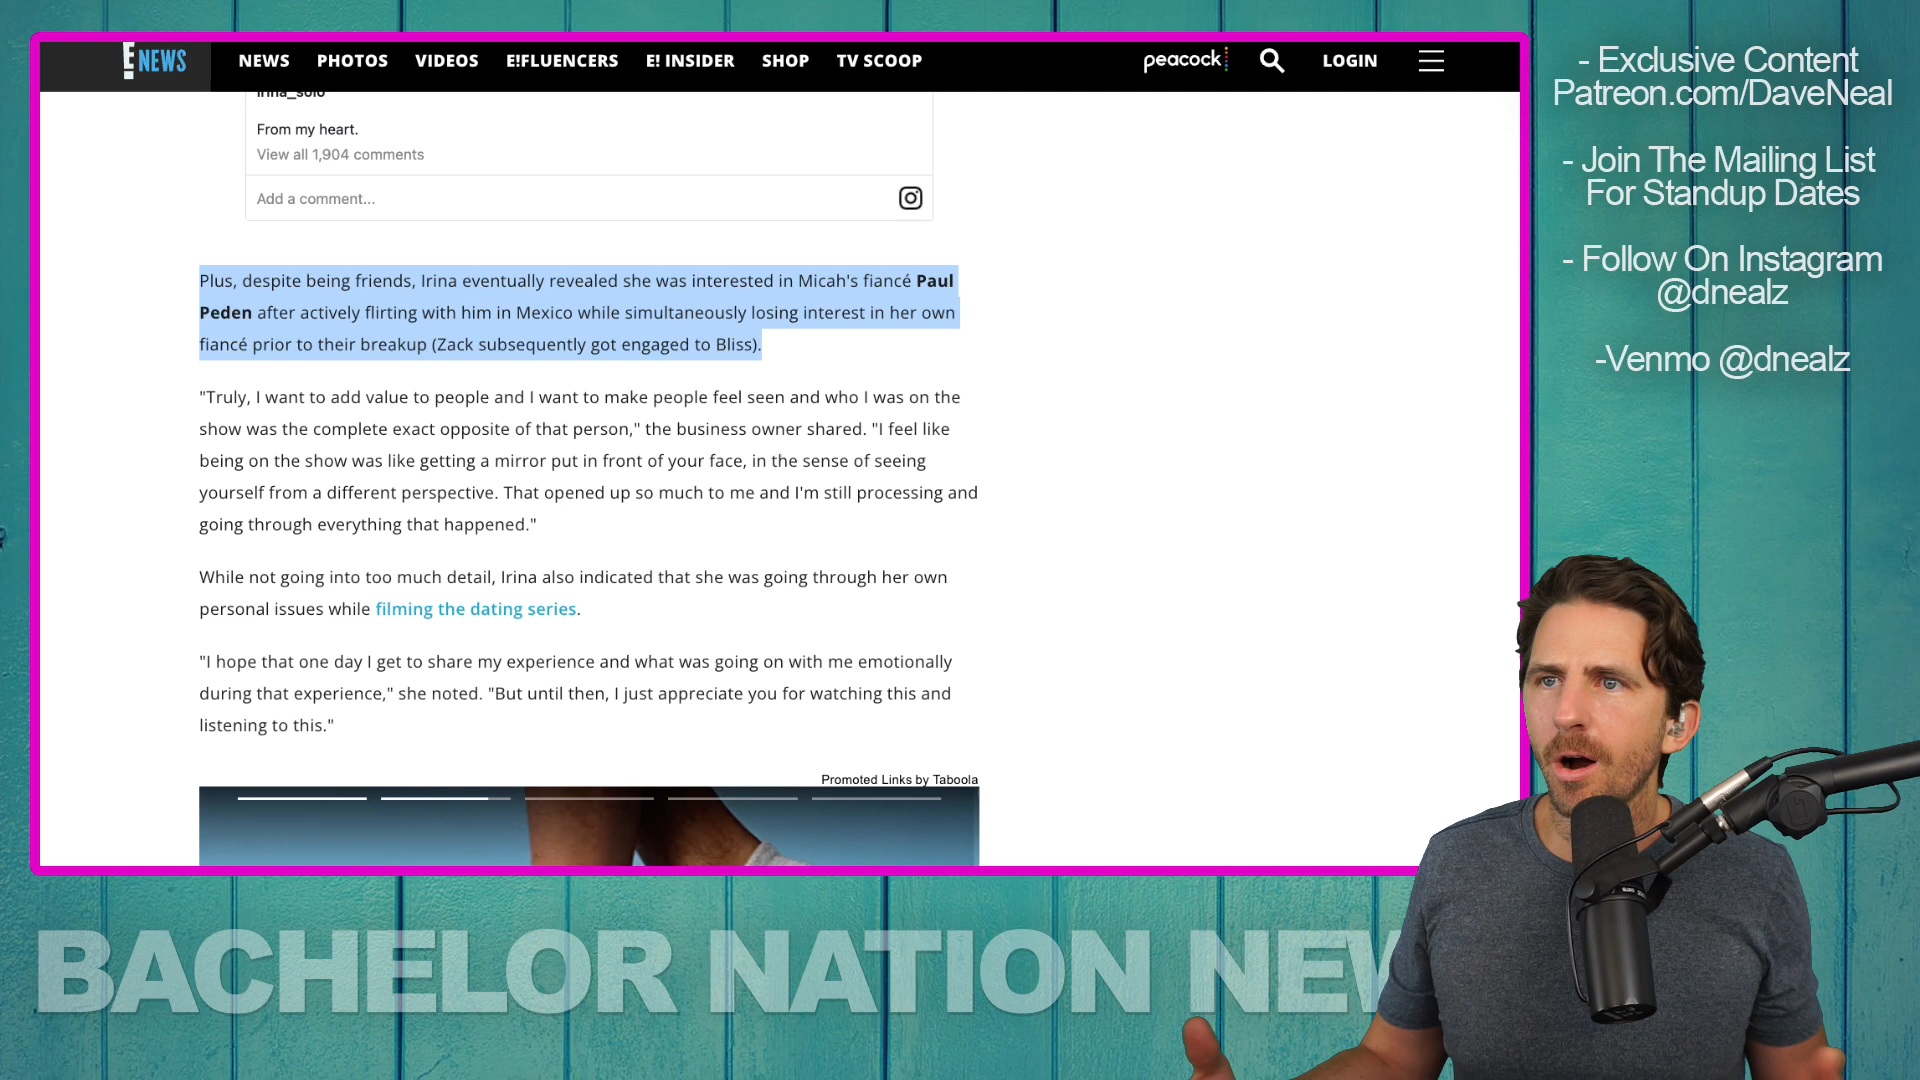 E! NEWS
NEWS PHOTOS VIDEOS E!FLUENCERS E! INSIDER SHOP TV SCOOP peacock LOGIN
irina_solo
From my heart.
View all 1,904 comments
Add a comment...
Plus, despite being friends, Irina eventually revealed she was interested in Micah's fiancé Paul
Peden after actively flirting with him in Mexico while simultaneously losing interest in her own
fiancé prior to their breakup (Zack subsequently got engaged to Bliss).
"Truly, I want to add value to people and I want to make people feel seen and who I was on the
show was the complete exact opposite of that person," the business owner shared. "I feel like
being on the show was like getting a mirror put in front of your face, in the sense of seeing
yourself from a different perspective. That opened up so much to me and I'm still processing and
going through everything that happened."
While not going into too much detail, Irina also indicated that she was going through her own
personal issues while filming the dating series.
"I hope that one day I get to share my experience and what was going on with me emotionally
during that experience," she noted. "But until then, I just appreciate you for watching this and
listening to this."
Promoted Links by Taboola
- Exclusive Content
Patreon.com/DaveNeal
- Join The Mailing List
For Standup Dates
- Follow On Instagram
@dnealz
-Venmo @dnealz
BACHELOR NATION NEW